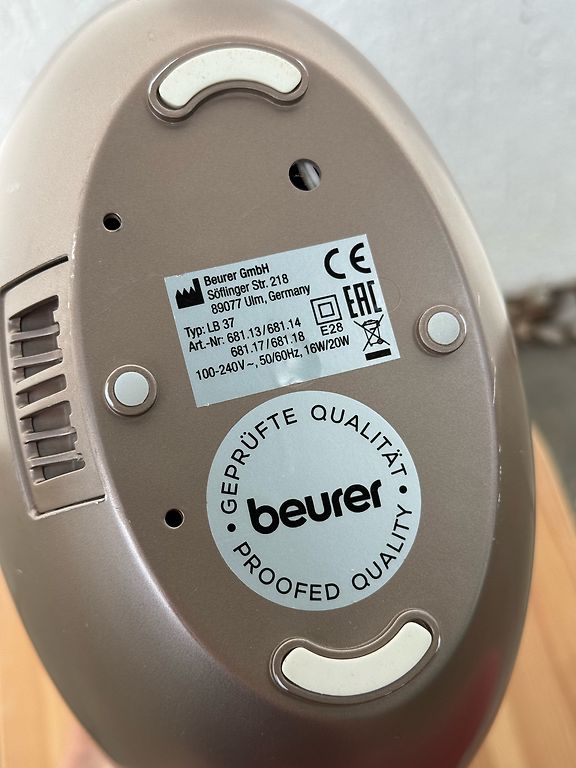 Beurer GmbH
Söflinger Str. 218
89077 Ulm, Germany
Typ: LB 37
Art.-Nr: 681.13/681.14
681.17/681.18
100-240V~, 50/60Hz, 16W/20W
CE
EAC
E28
GEPRÜFTE QUALITÄT
beurer
PROOFED QUALITY